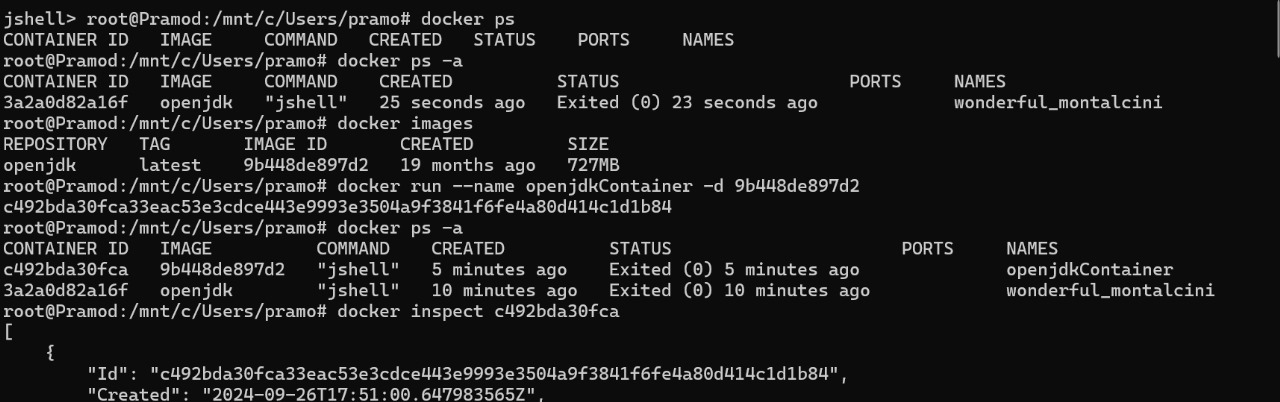 jshell> root@Pramod:/mnt/c/Users/pramo# docker ps
CONTAINER ID   IMAGE     COMMAND   CREATED   STATUS    PORTS     NAMES
root@Pramod:/mnt/c/Users/pramo# docker ps -a
CONTAINER ID   IMAGE     COMMAND    CREATED          STATUS                      PORTS     NAMES
3a2a0d82a16f   openjdk   "jshell"   25 seconds ago   Exited (0) 23 seconds ago             wonderful_montalcini
root@Pramod:/mnt/c/Users/pramo# docker images
REPOSITORY   TAG       IMAGE ID       CREATED         SIZE
openjdk      latest    9b448de897d2   19 months ago   727MB
root@Pramod:/mnt/c/Users/pramo# docker run --name openjdkContainer -d 9b448de897d2
c492bda30fca33eac53e3cdce443e9993e3504a9f3841f6fe4a80d414c1d1b84
root@Pramod:/mnt/c/Users/pramo# docker ps -a
CONTAINER ID   IMAGE          COMMAND    CREATED          STATUS                      PORTS     NAMES
c492bda30fca   9b448de897d2   "jshell"   5 minutes ago    Exited (0) 5 minutes ago              openjdkContainer
3a2a0d82a16f   openjdk        "jshell"   10 minutes ago   Exited (0) 10 minutes ago             wonderful_montalcini
root@Pramod:/mnt/c/Users/pramo# docker inspect c492bda30fca
[
    {
        "Id": "c492bda30fca33eac53e3cdce443e9993e3504a9f3841f6fe4a80d414c1d1b84",
        "Created": "2024-09-26T17:51:00.647983565Z",